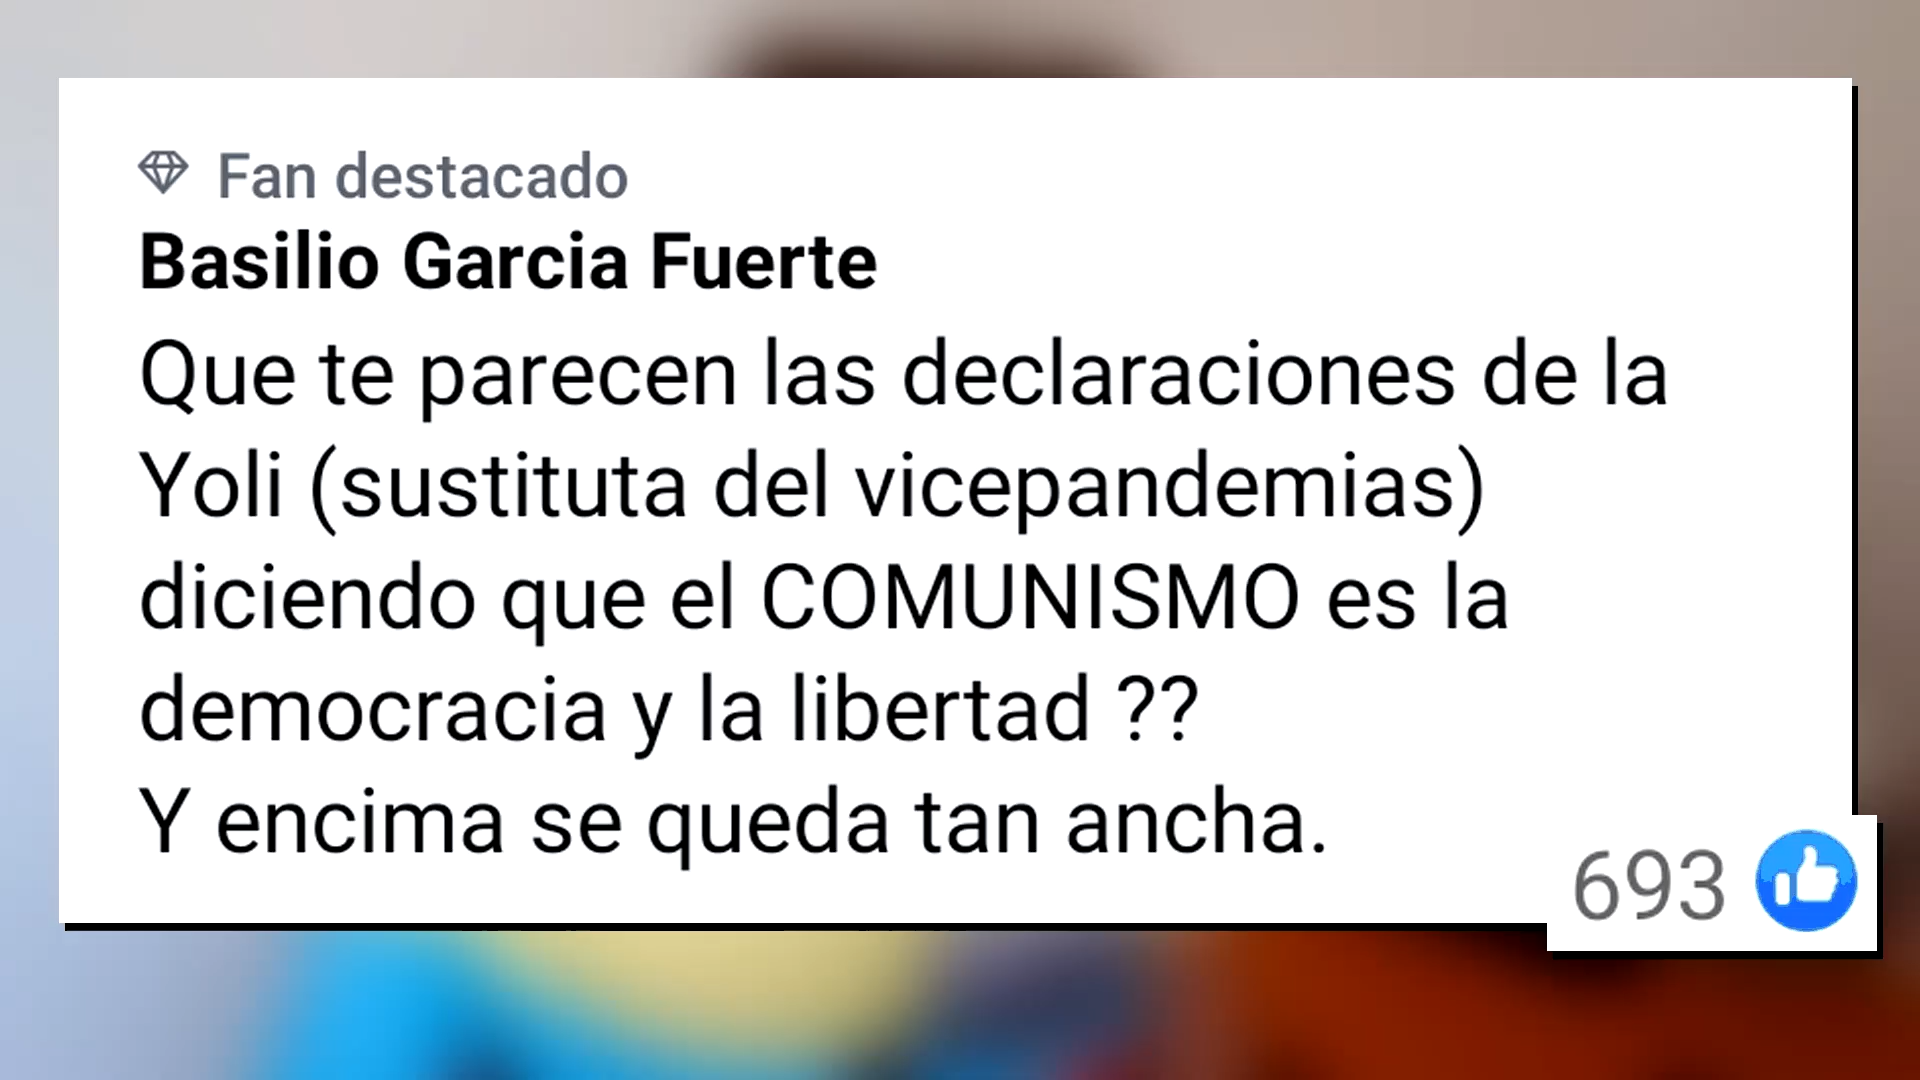 Fan destacado
Basilio Garcia Fuerte
Que te parecen las declaraciones de la
Yoli (sustituta del vicepandemias)
diciendo que el COMUNISMO es la
democracia y la libertad ??
Y encima se queda tan ancha.
693